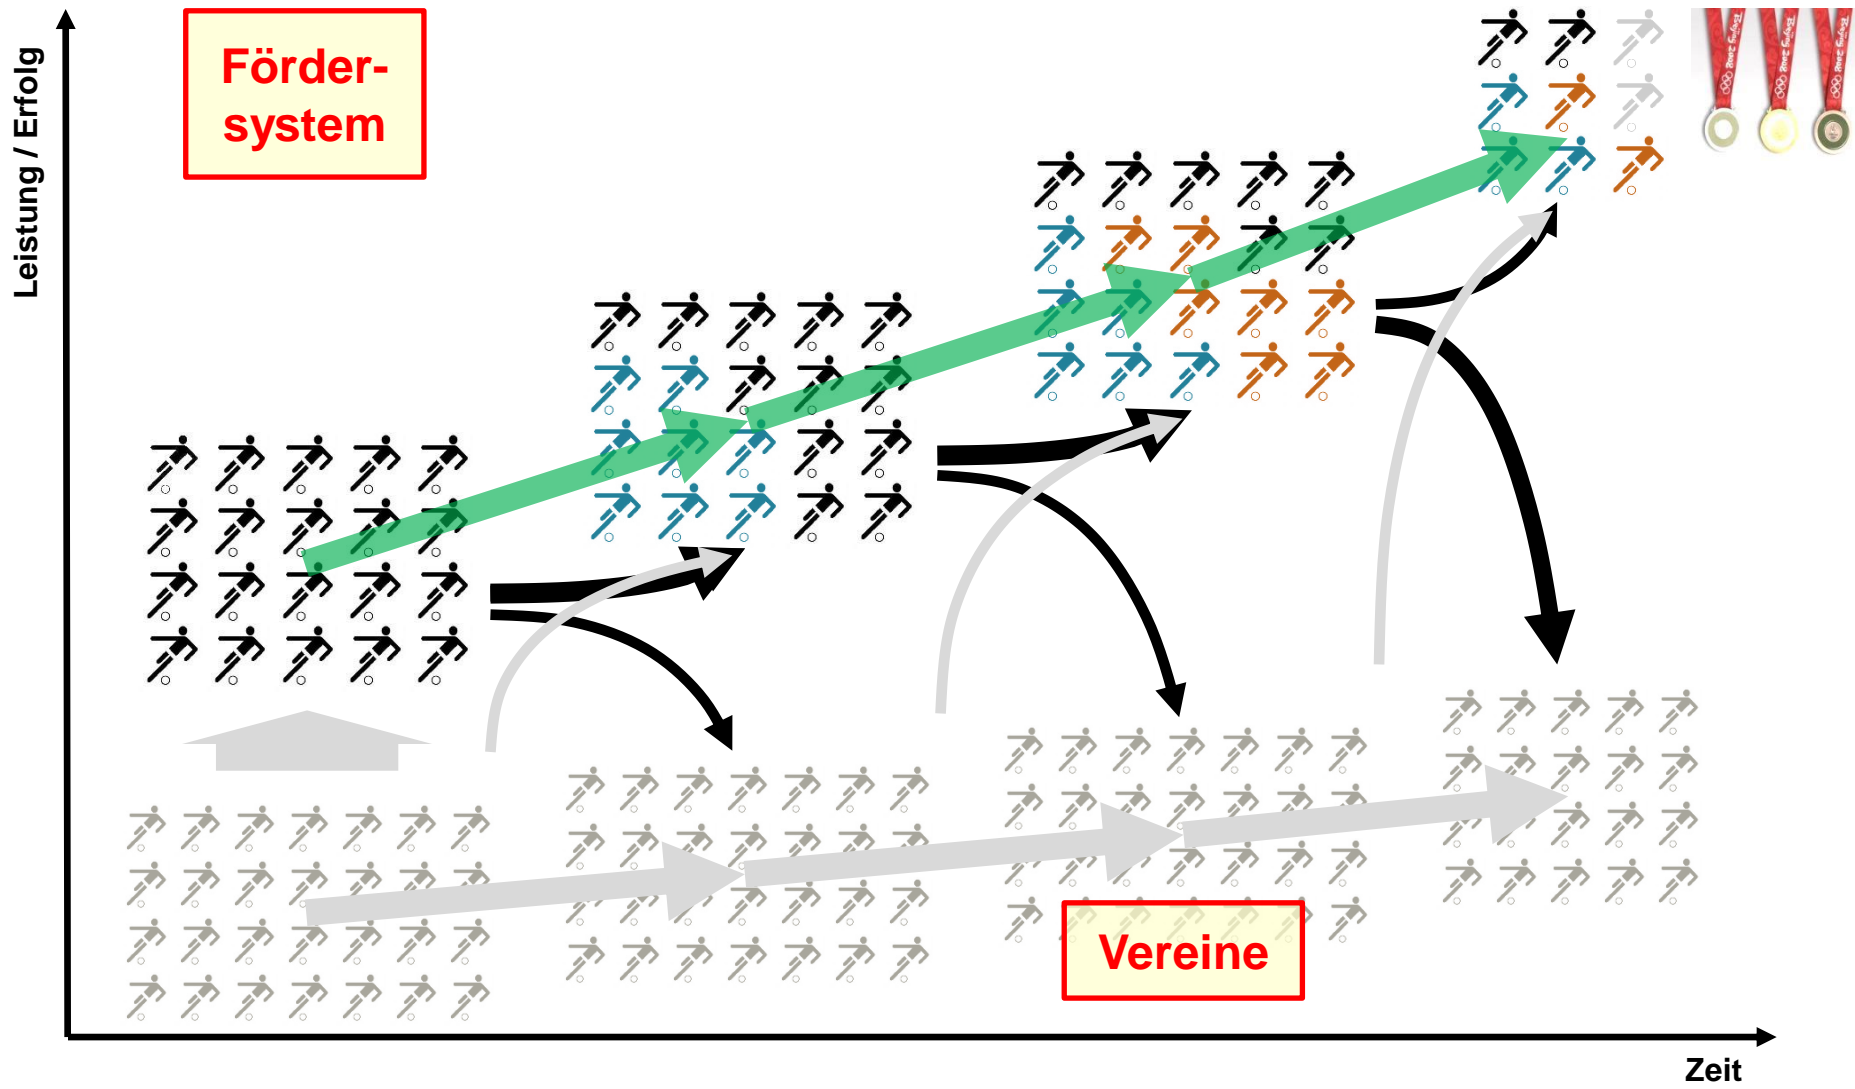 Leistung / Erfolg
Förder-
system
Vereine
Zeit